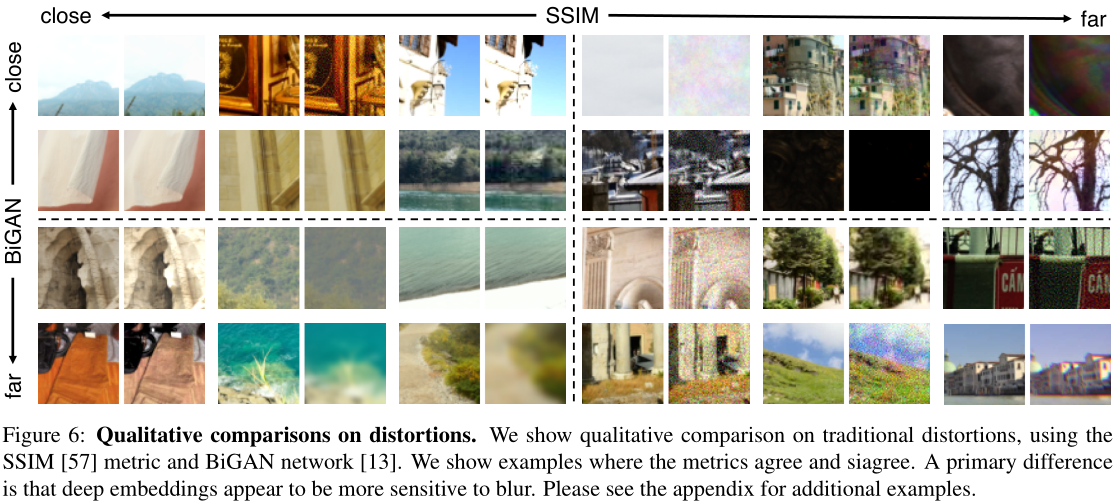 close SSIM far
close
BiGAN
far
CẤM
Figure 6: Qualitative comparisons on distortions. We show qualitative comparison on traditional distortions, using the
SSIM [57] metric and BiGAN network [13]. We show examples where the metrics agree and siagree. A primary difference
is that deep embeddings appear to be more sensitive to blur. Please see the appendix for additional examples.